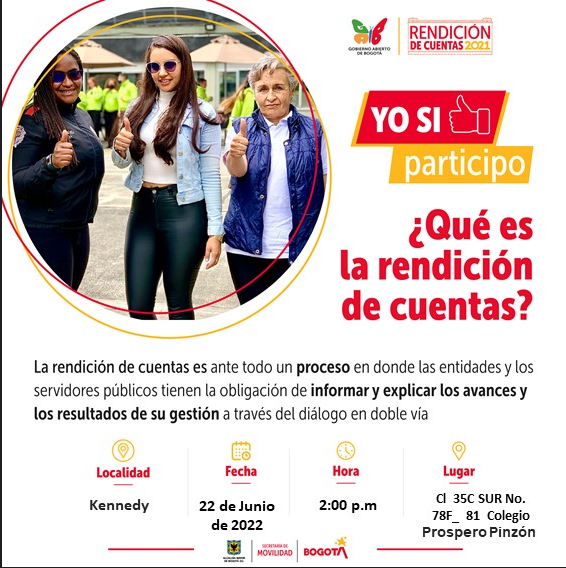 GOBIERNO ABIERTO
DE BOGOTÁ
RENDICIÓN
DE CUENTAS 2021
YO SI
participo
¿Qué es
la rendición
de cuentas?
La rendición de cuentas es ante todo un proceso en donde las entidades y los
servidores públicos tienen la obligación de informar y explicar los avances y
los resultados de su gestión a través del diálogo en doble vía
Localidad
Kennedy
Fecha
22 de Junio
de 2022
Hora
2:00 p.m
Lugar
Cl 35C SUR No.
78F_ 81 Colegio
Prospero Pinzón
ALCALDÍA MAYOR
DE BOGOTÁ D.C.
SECRETARÍA DE
MOVILIDAD
BOGOTÁ